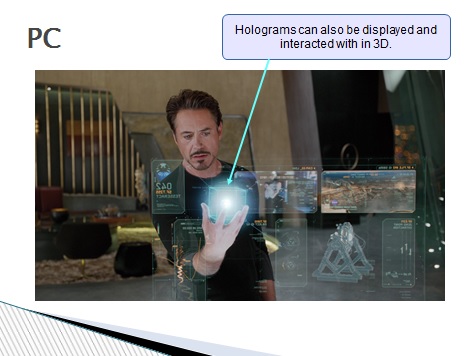 PC
Holograms can also be displayed and
interacted with in 3D.